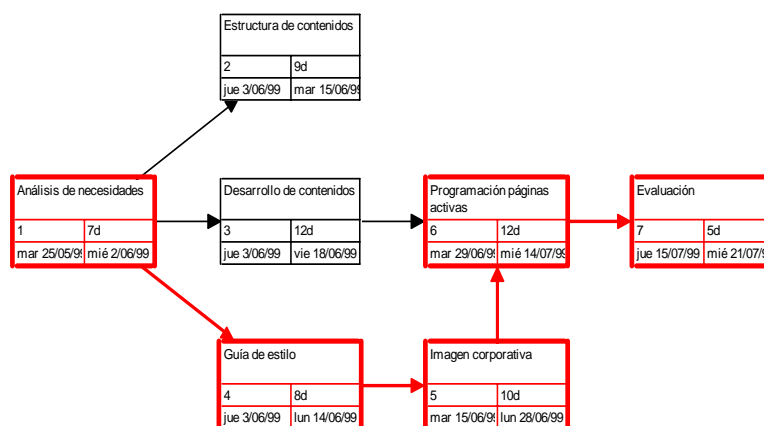 Estructura de contenidos
2 9d
jue 3/06/99 mar 15/06/99
Análisis de necesidades
1 7d
mar 25/05/99 mié 2/06/99
Desarrollo de contenidos
3 12d
jue 3/06/99 vie 18/06/99
Programación páginas
activas
6 12d
mar 29/06/99 mié 14/07/99
Evaluación
7 5d
jue 15/07/99 mié 21/07/9
Guía de estilo
4 8d
jue 3/06/99 lun 14/06/99
Imagen corporativa
5 10d
mar 15/06/99 lun 28/06/99